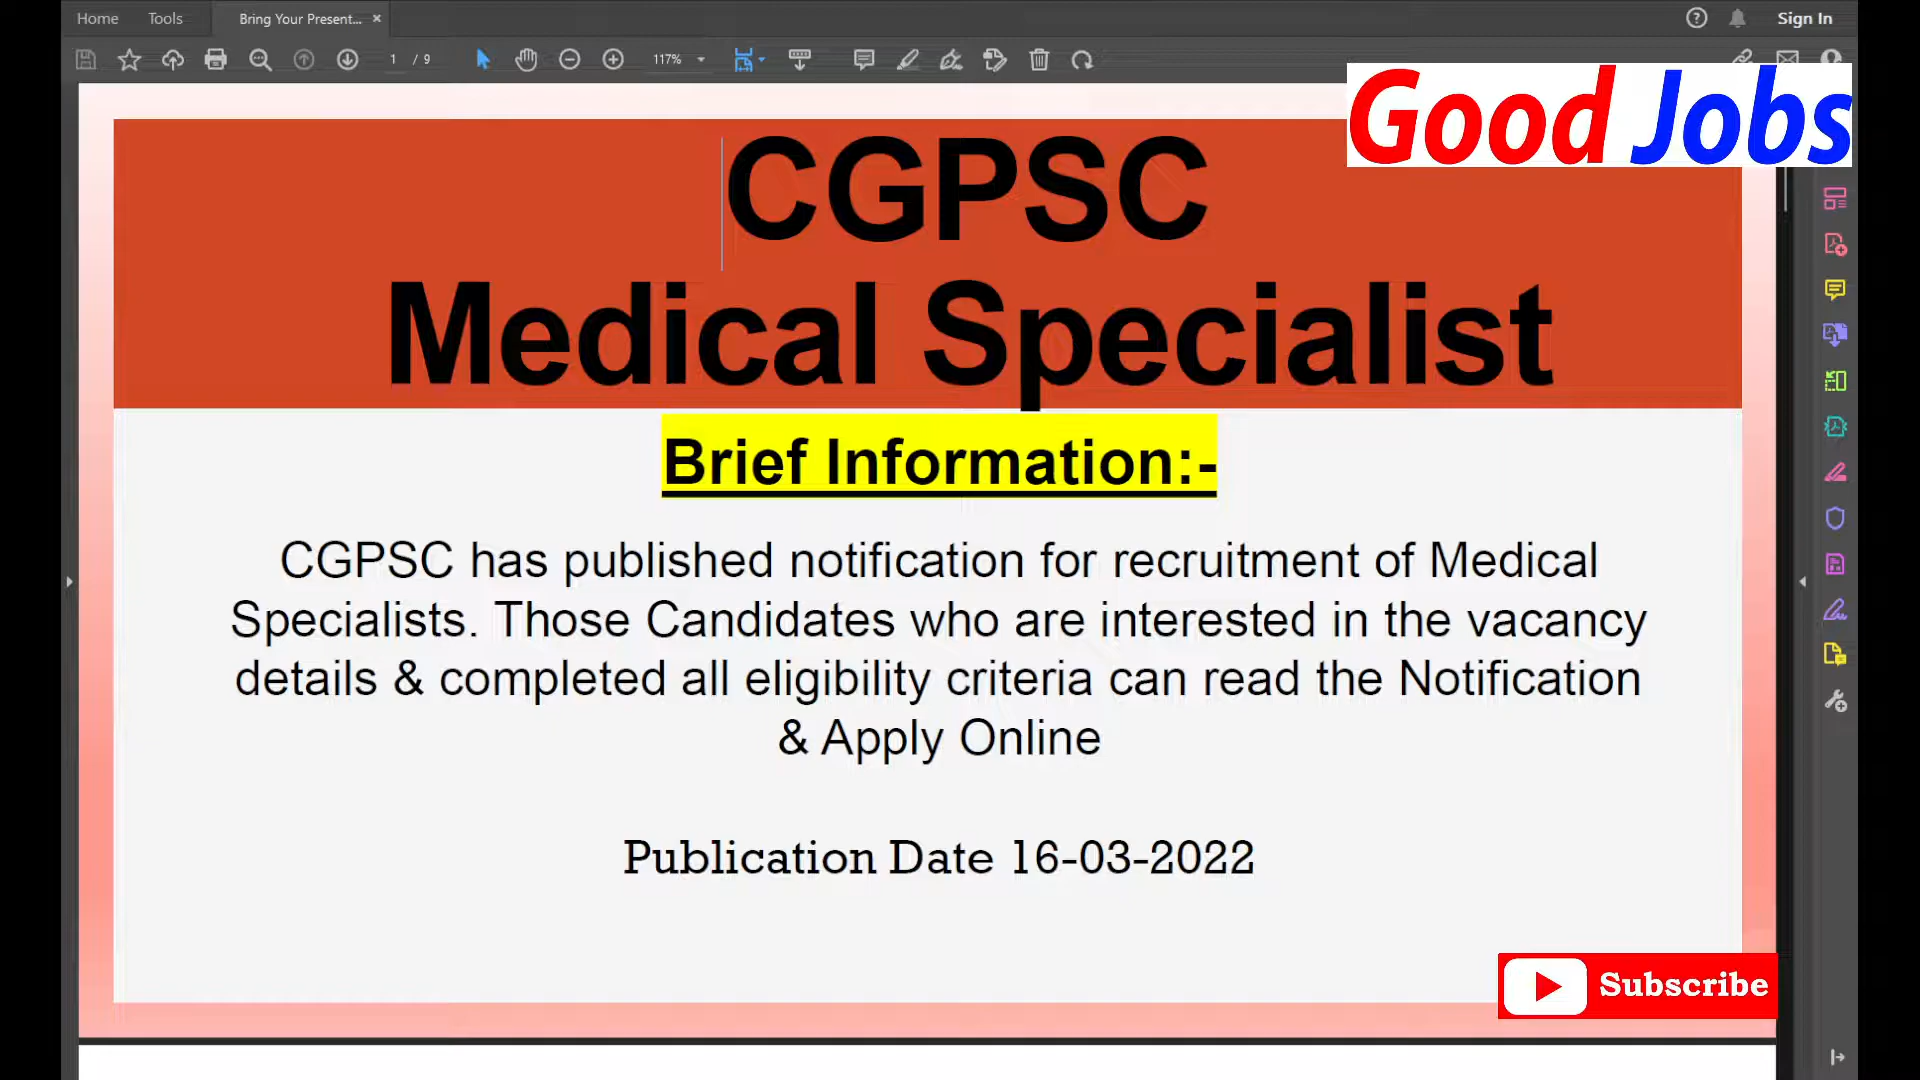 Home Tools Bring Your Present... × Sign In
1 / 9 117%
Good Jobs
CGPSC
Medical Specialist
Brief Information:-
CGPSC has published notification for recruitment of Medical
Specialists. Those Candidates who are interested in the vacancy
details & completed all eligibility criteria can read the Notification
& Apply Online
Publication Date 16-03-2022
Subscribe